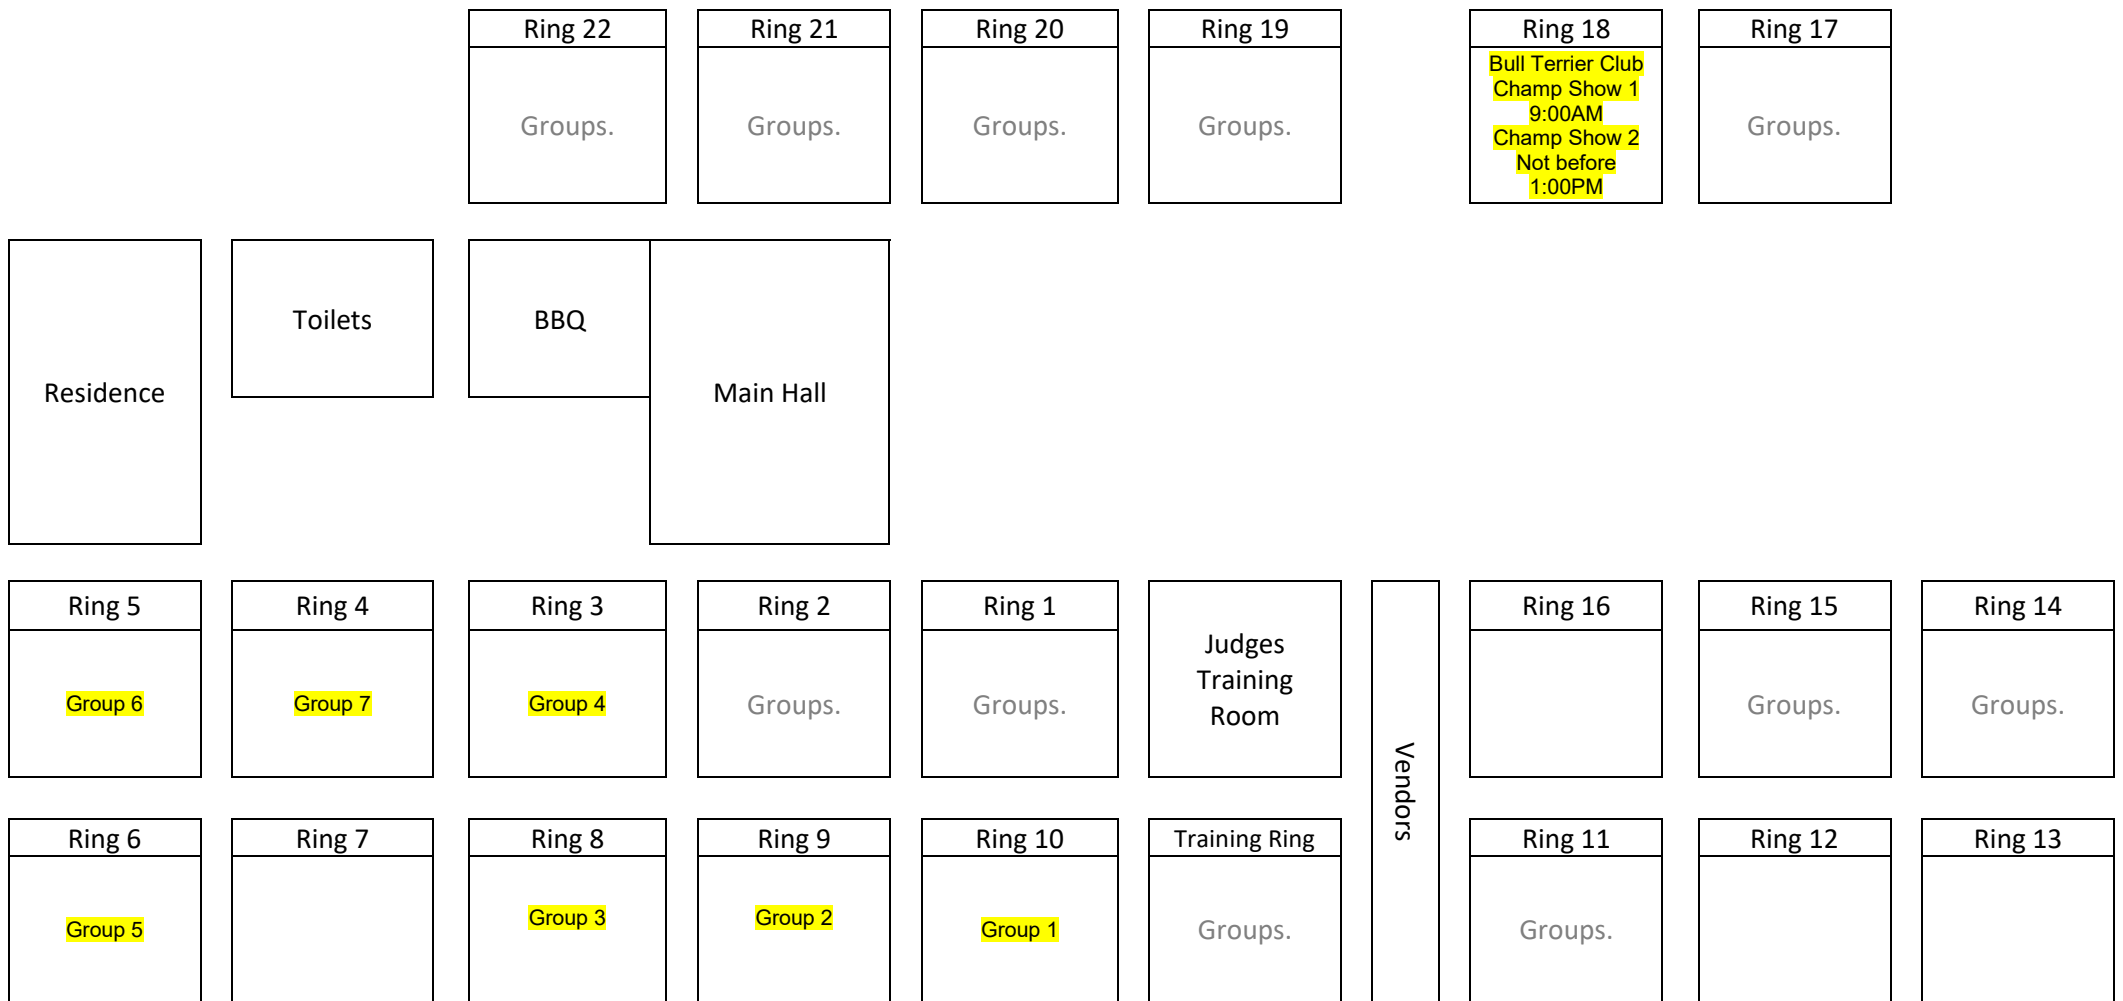 Ring 22
Ring 21
Ring 20
Ring 19
Ring 18
Ring 17
Groups.
Groups.
Groups.
Groups.
Bull Terrier Club
Champ Show 1
9:00AM
Champ Show 2
Not before
1:00PM
Groups.
Residence
Toilets
BBQ
Main Hall
Ring 5
Ring 4
Ring 3
Ring 2
Ring 1
Judges
Training
Room
Vendors
Ring 16
Ring 15
Ring 14
Group 6
Group 7
Group 4
Groups.
Groups.
Groups.
Groups.
Ring 6
Ring 7
Ring 8
Ring 9
Ring 10
Training Ring
Ring 11
Ring 12
Ring 13
Group 5
Group 3
Group 2
Group 1
Groups.
Groups.